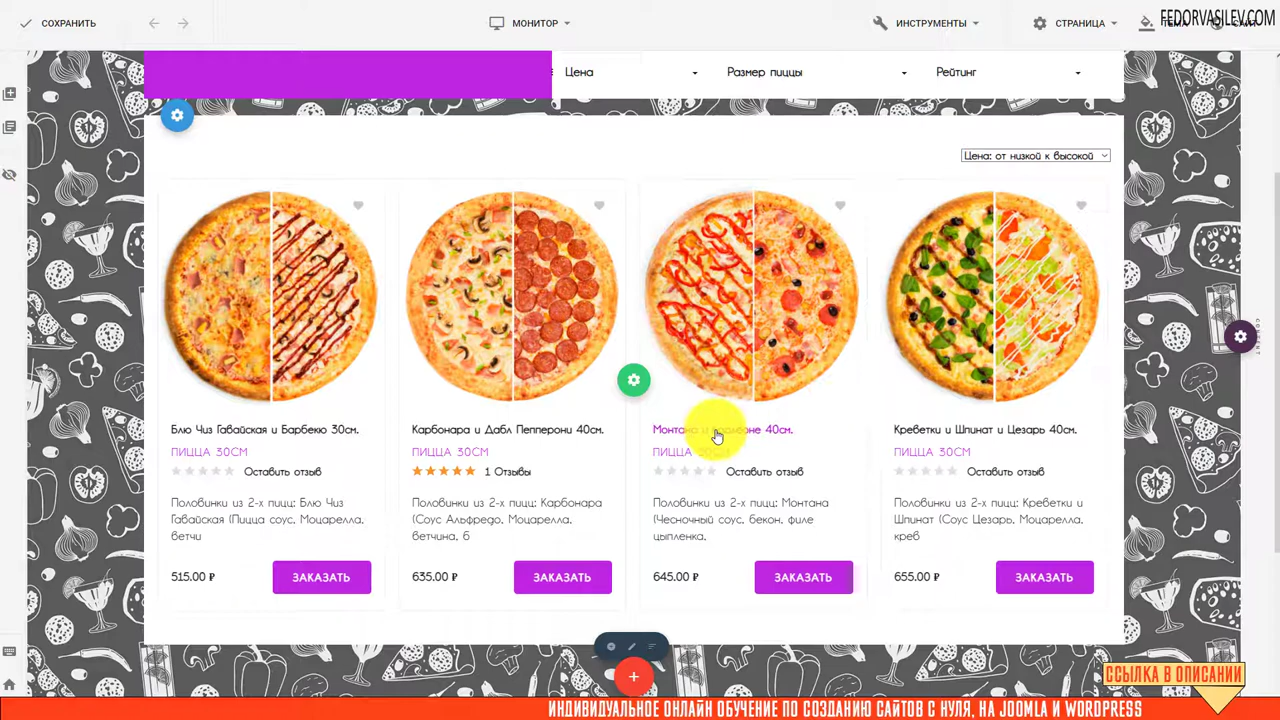 СОХРАНИТЬ
МОНИТОР
ИНСТРУМЕНТЫ
СТРАНИЦА
FEDORVASILEV.COM
Цена
Размер пиццы
Рейтинг
Цена: от низкой к высокой
Блю Чиз Гавайская и Барбекю 30см.
ПИЦЦА 30СМ
Оставить отзыв
Половинки из 2-х пицц: Блю Чиз
Гавайская (Пицца соус, Моцарелла,
ветчи
515.00 ₽
ЗАКАЗАТЬ
Карбонара и Дабл Пепперони 40см.
ПИЦЦА 30СМ
1 Отзывы
Половинки из 2-х пицц: Карбонара
(Соус Альфредо, Моцарелла,
ветчина, б
635.00 ₽
ЗАКАЗАТЬ
Монтана и 40см.
ПИЦЦА
Оставить отзыв
Половинки из 2-х пицц: Монтана
(Чесночный соус, бекон, филе
цыпленка,
645.00 ₽
ЗАКАЗАТЬ
Креветки и Шпинат и Цезарь 40см.
ПИЦЦА 30СМ
Оставить отзыв
Половинки из 2-х пицц: Креветки и
Шпинат (Соус Цезарь, Моцарелла,
креб
655.00 ₽
ЗАКАЗАТЬ
ССЫЛКА В ОПИСАНИИ
ИНДИВИДУАЛЬНОЕ ОНЛАЙН ОБУЧЕНИЕ ПО СОЗДАНИЮ САЙТОВ С НУЛЯ, НА JOOMLA И WORDPRESS